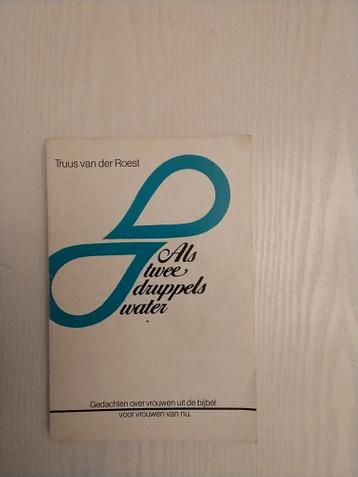 Truus van der Roest
Als
twee
druppels
water
Gedachten over vrouwen uit de bijbel
voor vrouwen van nu.